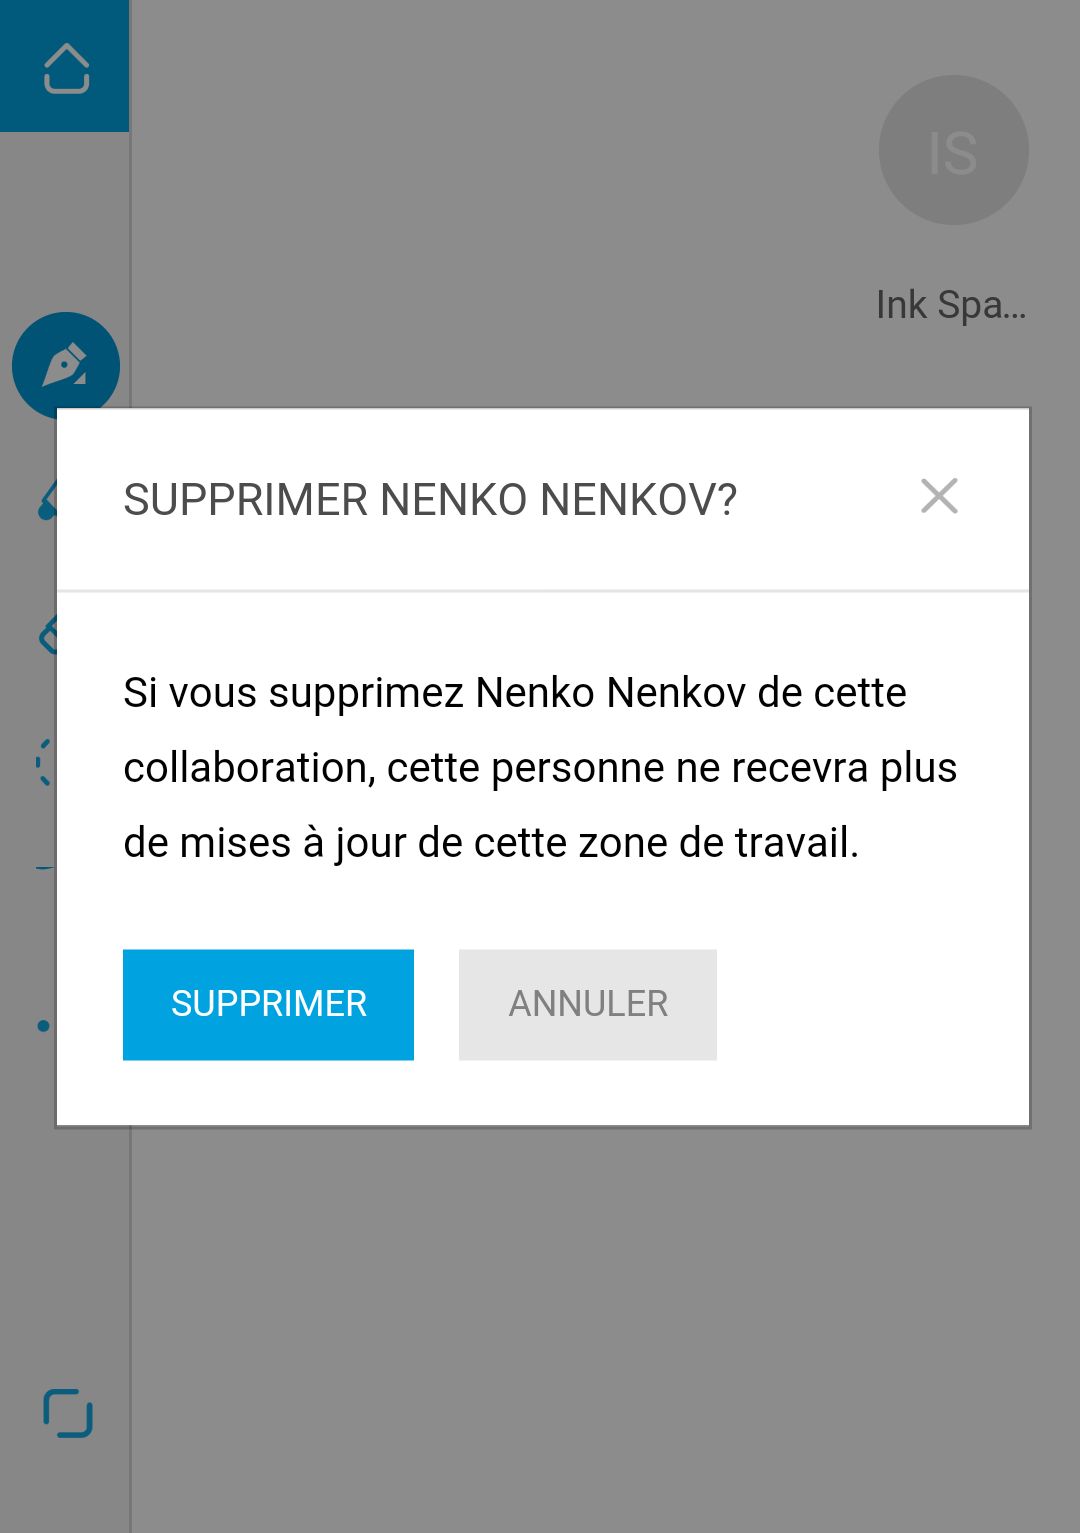 IS
Ink Spa...
SUPPRIMER NENKO NENKOV?
Si vous supprimez Nenko Nenkov de cette
collaboration, cette personne ne recevra plus
de mises à jour de cette zone de travail.
SUPPRIMER
ANNULER